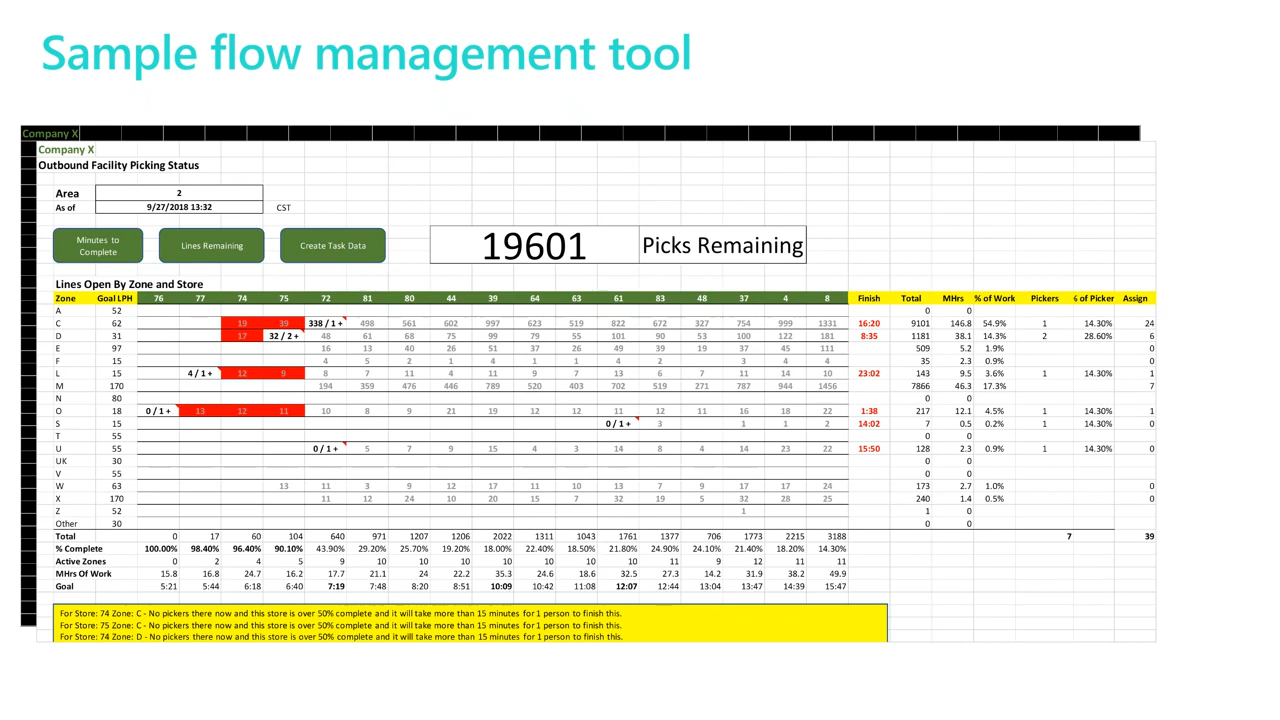 Sample flow management tool
Company X
Company X
Outbound Facility Picking Status
Area 2
As of 9/27/2018 13:32 CST
Minutes to Complete Lines Remaining Create Task Data 19601 Picks Remaining
Lines Open By Zone and Store
Zone Goal LPH 76 77 74 75 72 81 80 44 39 64 63 61 83 48 37 4 8 Finish Total MHrs % of Work Pickers % of Picker Assign
A 52 0 0
C 62 19 39 338 / 1 + 498 561 602 997 623 519 822 672 327 754 999 1331 16:20 9101 146.8 54.9% 1 14.30% 24
D 31 17 32 / 2 + 48 61 68 75 99 79 55 101 90 53 100 122 181 8:35 1181 38.1 14.3% 2 28.60% 6
E 97 16 13 40 26 51 37 26 49 39 19 37 45 111 509 5.2 1.9% 0
F 15 4 5 2 1 4 1 1 4 2 3 4 4 35 2.3 0.9% 0
L 15 4 / 1 + 12 9 8 7 11 4 11 9 7 13 6 7 11 14 10 23:02 143 9.5 3.6% 1 14.30% 1
M 170 194 359 476 446 789 520 403 702 519 271 787 944 1456 7866 46.3 17.3% 7
N 80 0 0
O 18 0 / 1 + 13 12 11 10 8 9 21 19 12 12 11 12 11 16 18 22 1:38 217 12.1 4.5% 1 14.30% 1
S 15 0 / 1 + 3 1 1 2 14:02 7 0.5 0.2% 1 14.30% 0
T 55 0 0
U 55 0 / 1 + 5 7 9 15 4 3 14 8 4 14 23 22 15:50 128 2.3 0.9% 1 14.30% 0
UK 30 0 0
V 55 0 0
W 63 13 11 3 9 12 17 11 10 13 7 9 17 17 24 173 2.7 1.0% 0
X 170 11 12 24 10 20 15 7 32 19 5 32 28 25 240 1.4 0.5% 0
Z 52 1 1 0
Other 30 0 0
Total 0 17 60 104 640 971 1207 1206 2022 1311 1043 1761 1377 706 1773 2215 3188 7 39
% Complete 100.00% 98.40% 96.40% 90.10% 43.90% 29.20% 25.70% 19.20% 18.00% 22.40% 18.50% 21.80% 24.90% 24.10% 21.40% 18.20% 14.30%
Active Zones 0 2 4 5 9 10 10 10 10 10 10 10 11 9 12 11 11
MHrs Of Work 15.8 16.8 24.7 16.2 17.7 21.1 24 22.2 35.3 24.6 18.6 32.5 27.3 14.2 31.9 38.2 49.9
Goal 5:21 5:44 6:18 6:40 7:19 7:48 8:20 8:51 10:09 10:42 11:08 12:07 12:44 13:04 13:47 14:39 15:47
For Store: 74 Zone: C - No pickers there now and this store is over 50% complete and it will take more than 15 minutes for 1 person to finish this.
For Store: 75 Zone: C - No pickers there now and this store is over 50% complete and it will take more than 15 minutes for 1 person to finish this.
For Store: 74 Zone: D - No pickers there now and this store is over 50% complete and it will take more than 15 minutes for 1 person to finish this.